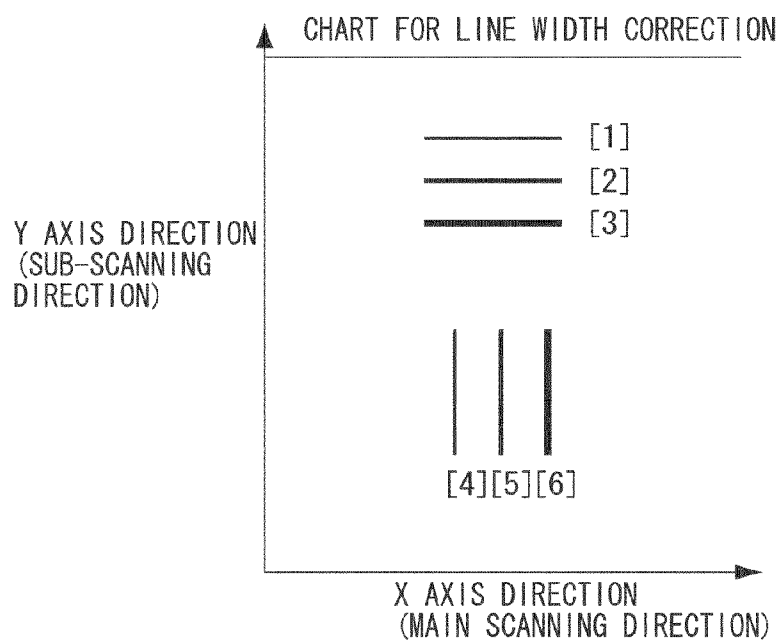 CHART FOR LINE WIDTH CORRECTION
[1]
[2]
[3]
Y AXIS DIRECTION
(SUB-SCANNING
DIRECTION)
[4][5][6]
X AXIS DIRECTION
(MAIN SCANNING DIRECTION)